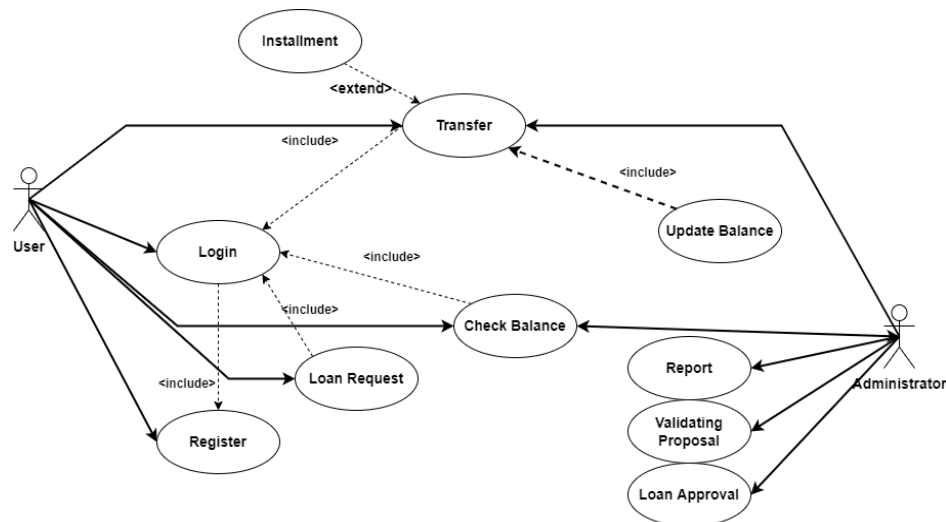 Installment
<extend>
Transfer
<include>
<include>
User
Login
Update Balance
<include>
<include>
Check Balance
Loan Request
Report
Administrator
<include>
Validating
Proposal
Register
Loan Approval